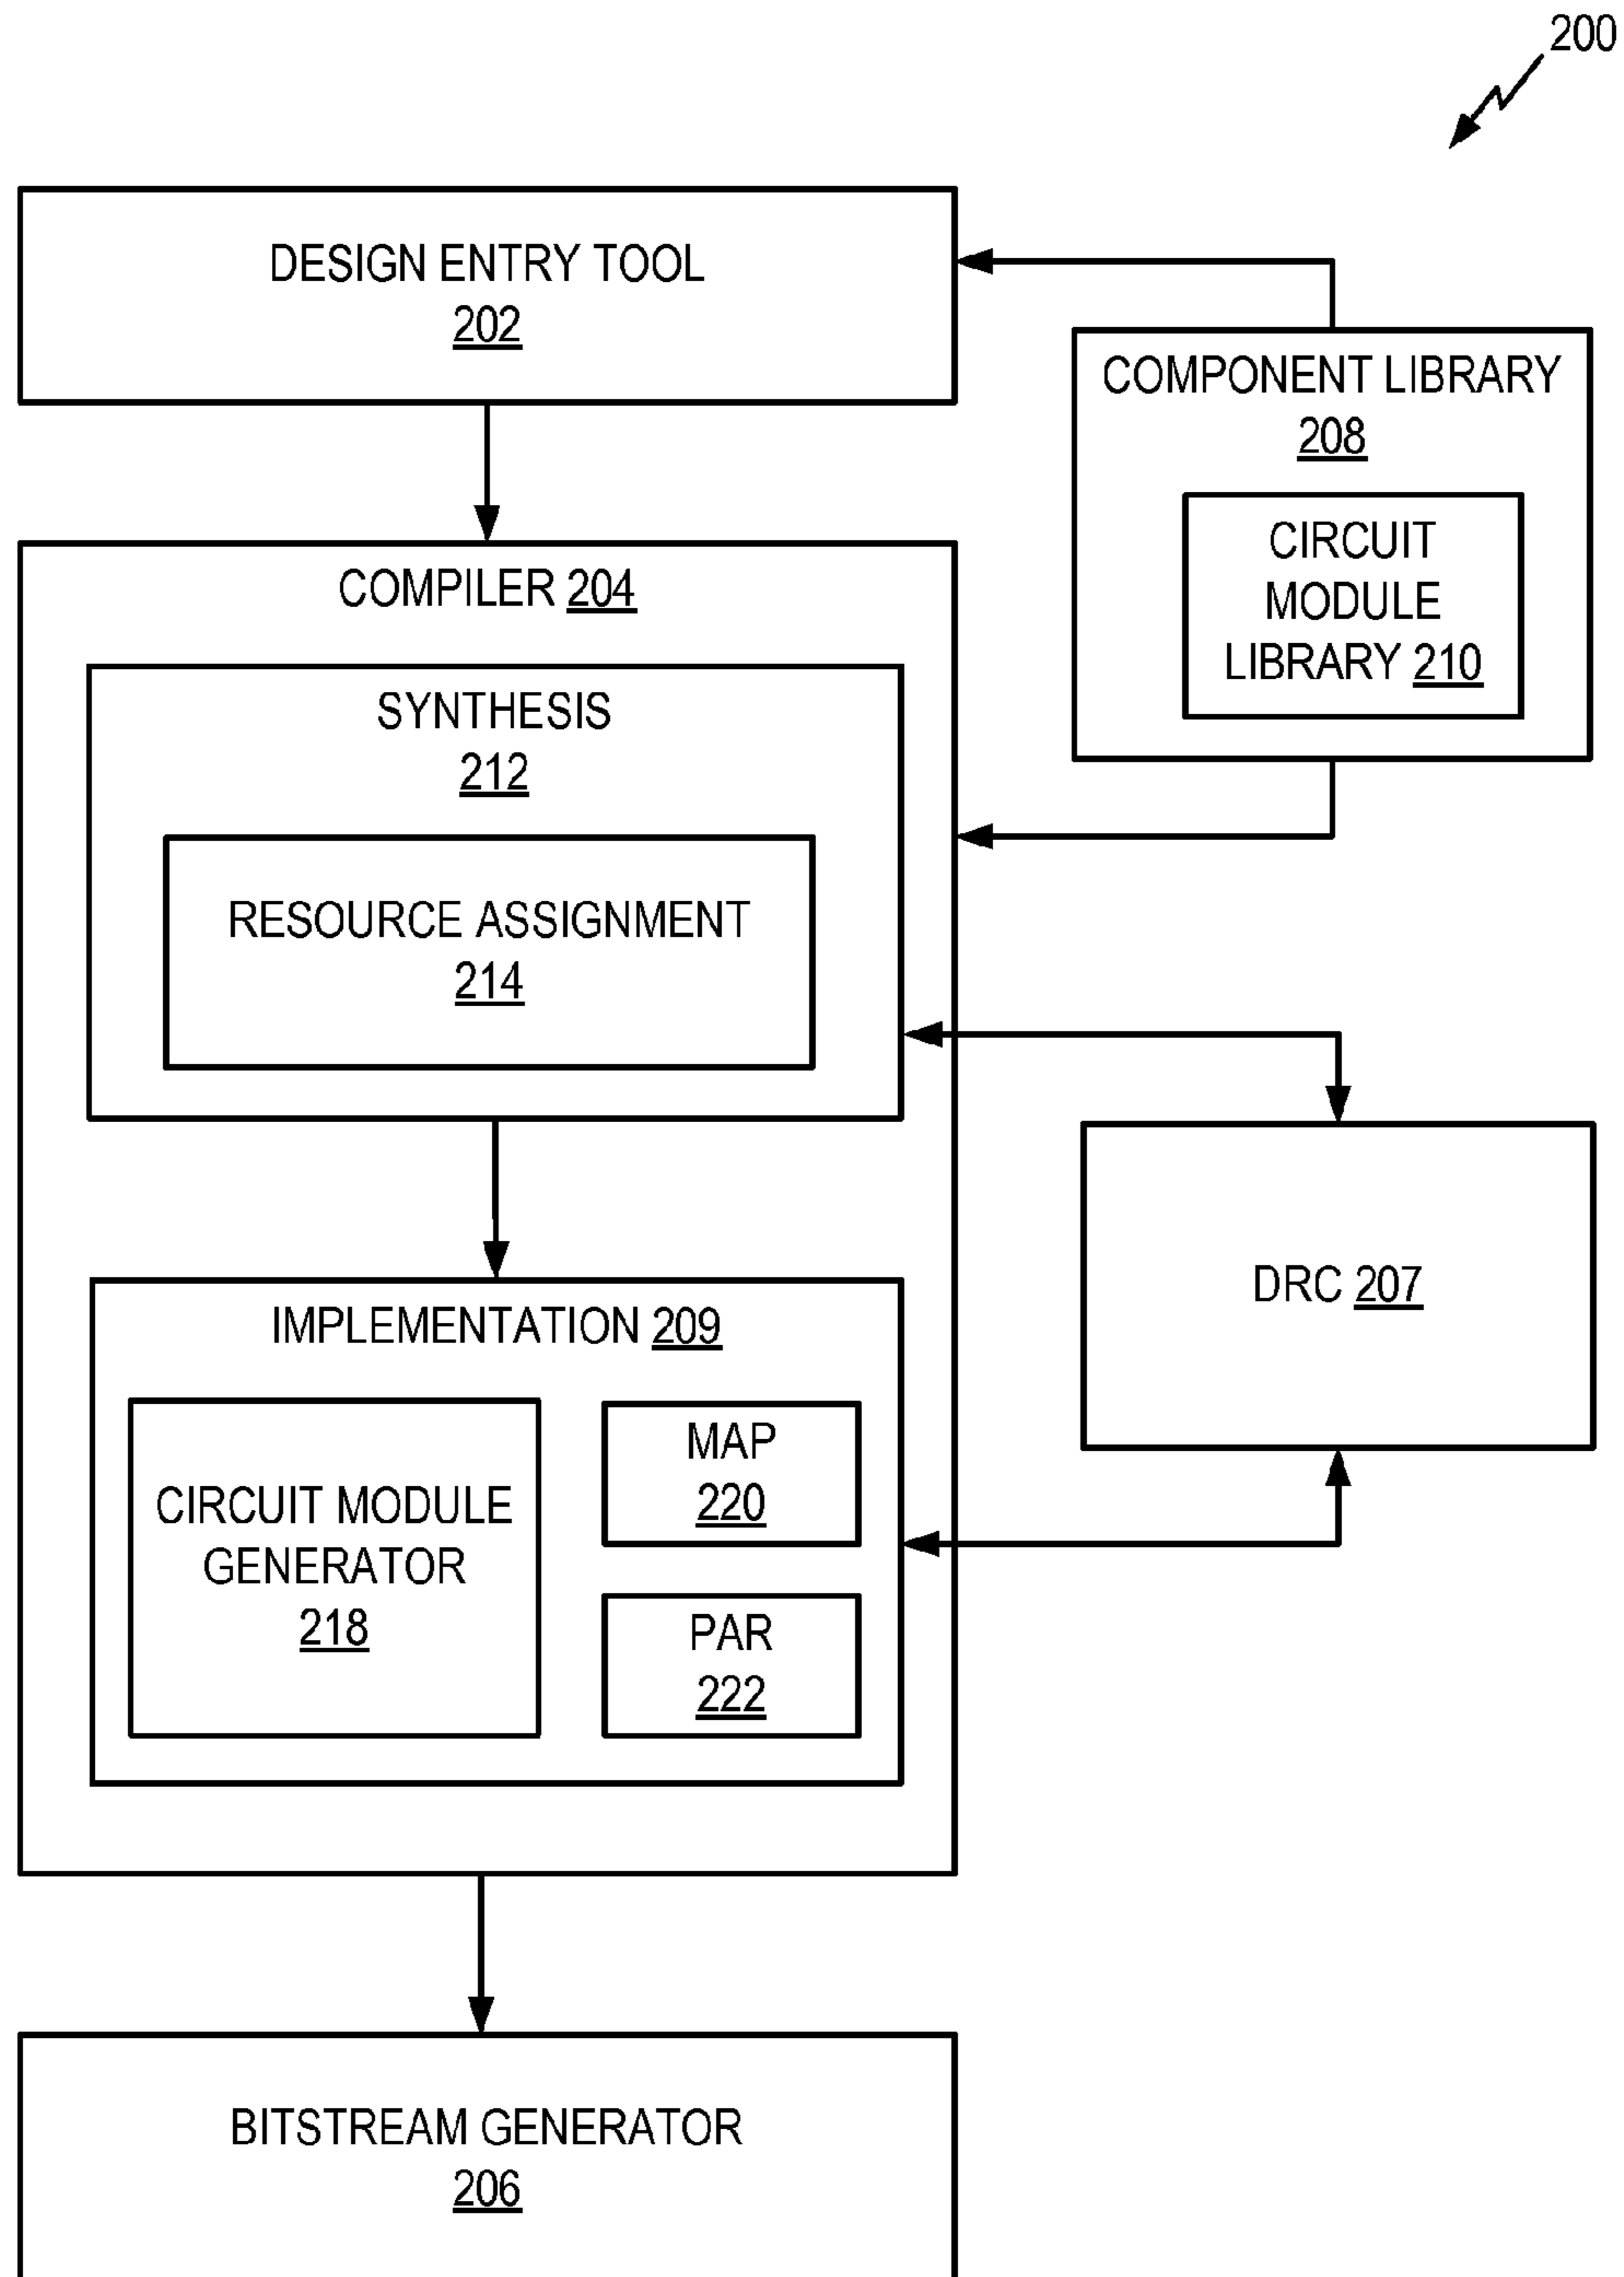 200
DESIGN ENTRY TOOL
202
COMPONENT LIBRARY
208
CIRCUIT
MODULE
LIBRARY 210
COMPILER 204
SYNTHESIS
212
RESOURCE ASSIGNMENT
214
DRC 207
IMPLEMENTATION 209
CIRCUIT MODULE
GENERATOR
218
MAP
220
PAR
222
BITSTREAM GENERATOR
206